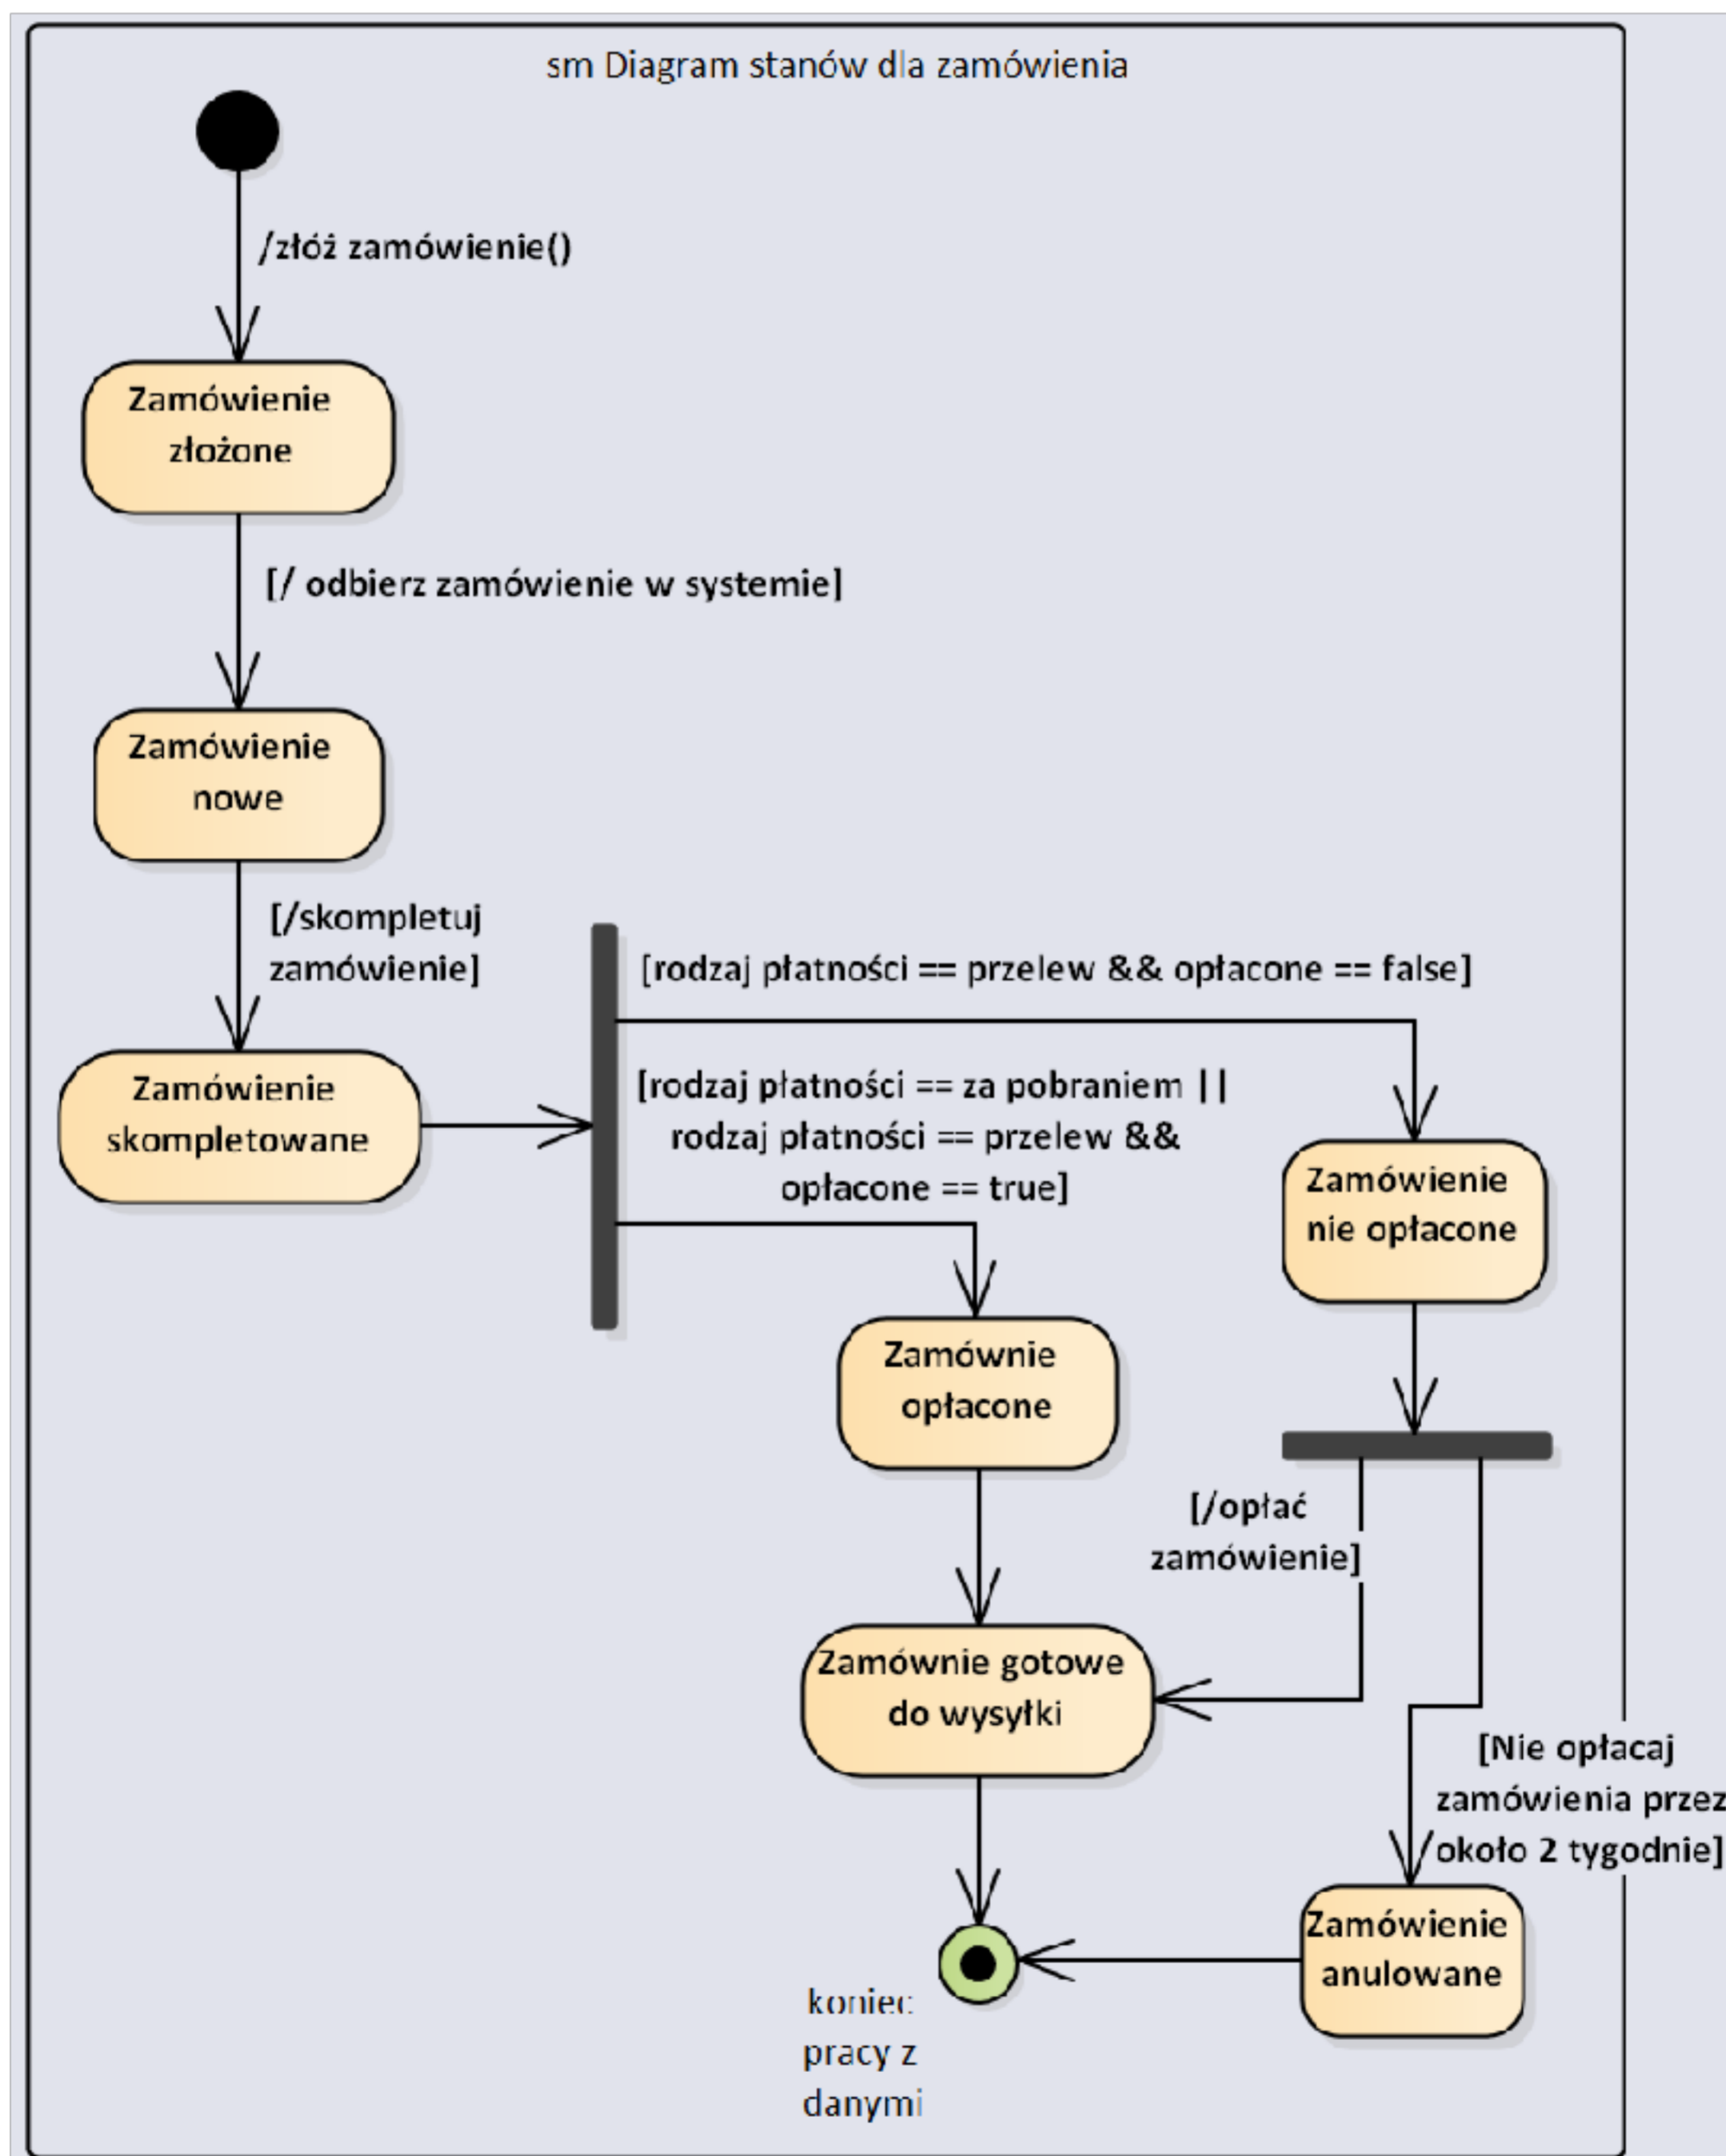 sm Diagram stanów dla zamówienia
/złóż zamówienie()
Zamówienie
złożone
[/ odbierz zamówienie w systemie]
Zamówienie
nowe
[/skompletuj
zamówienie]
Zamówienie
skompletowane
[rodzaj płatności == przelew && opłacone == false]
[rodzaj płatności == za pobraniem ||
rodzaj płatności == przelew &&
opłacone == true]
Zamówienie
nie opłacone
Zamównie
opłacone
[/opłać
zamówienie]
Zamównie gotowe
do wysyłki
[Nie opłacaj
zamówienia przez
około 2 tygodnie]
Zamówienie
anulowane
koniec
pracy z
danymi